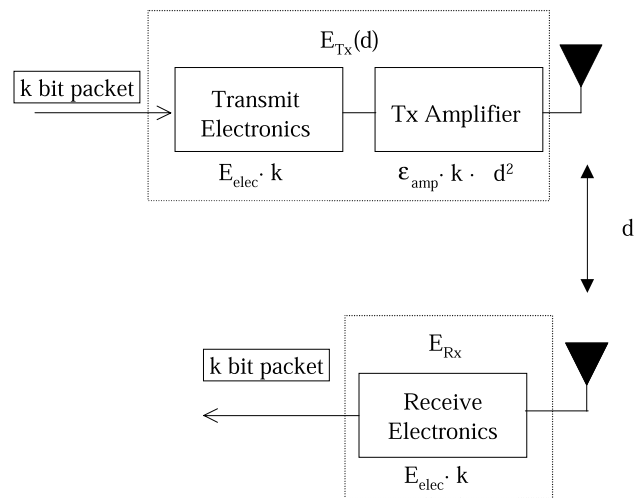 E_Tx(d)
k bit packet
Transmit
Electronics
Tx Amplifier
E_elec · k
ε_amp · k · d²
d
E_Rx
k bit packet
Receive
Electronics
E_elec · k